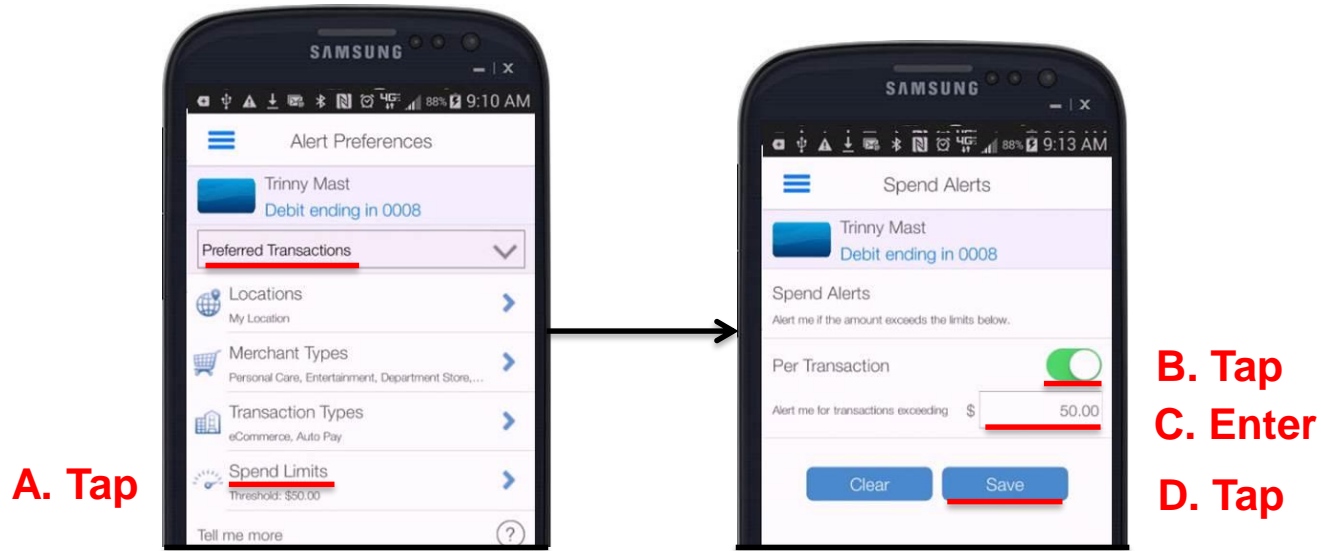 SAMSUNG
88% 9:10 AM
Alert Preferences
Trinny Mast
Debit ending in 0008
Preferred Transactions
Locations
My Location
Merchant Types
Personal Care, Entertainment, Department Store,...
Transaction Types
eCommerce, Auto Pay
A. Tap
Spend Limits
Threshold: $50.00
Tell me more ?
SAMSUNG
4G 88% 9:13 AM
Spend Alerts
Trinny Mast
Debit ending in 0008
Spend Alerts
Alert me if the amount exceeds the limits below.
Per Transaction
B. Tap
Alert me for transactions exceeding $ 50.00
C. Enter
Clear Save
D. Tap